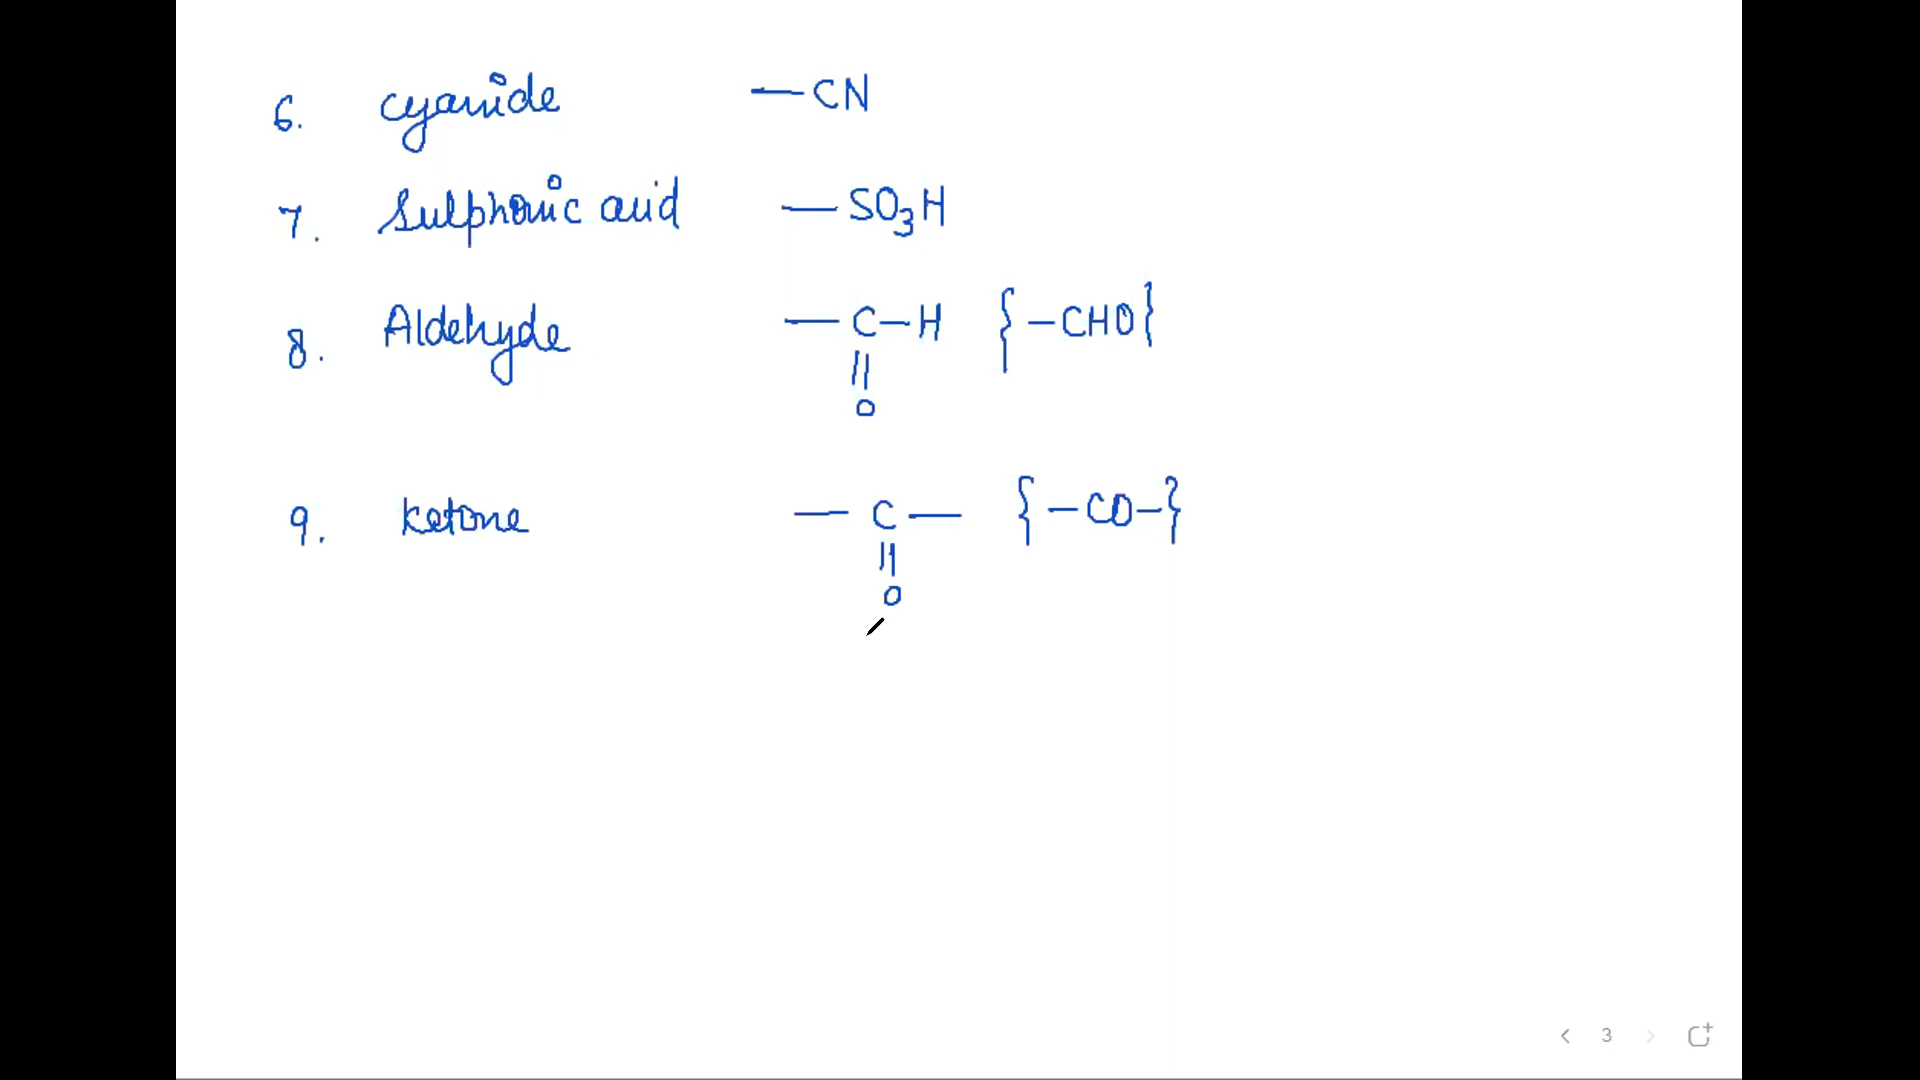 6. cyanide —CN
7. Sulphonic acid —SO₃H
8. Aldehyde —C–H {–CHO}
||
O
9. ketone —C— {–CO–}
||
O
3